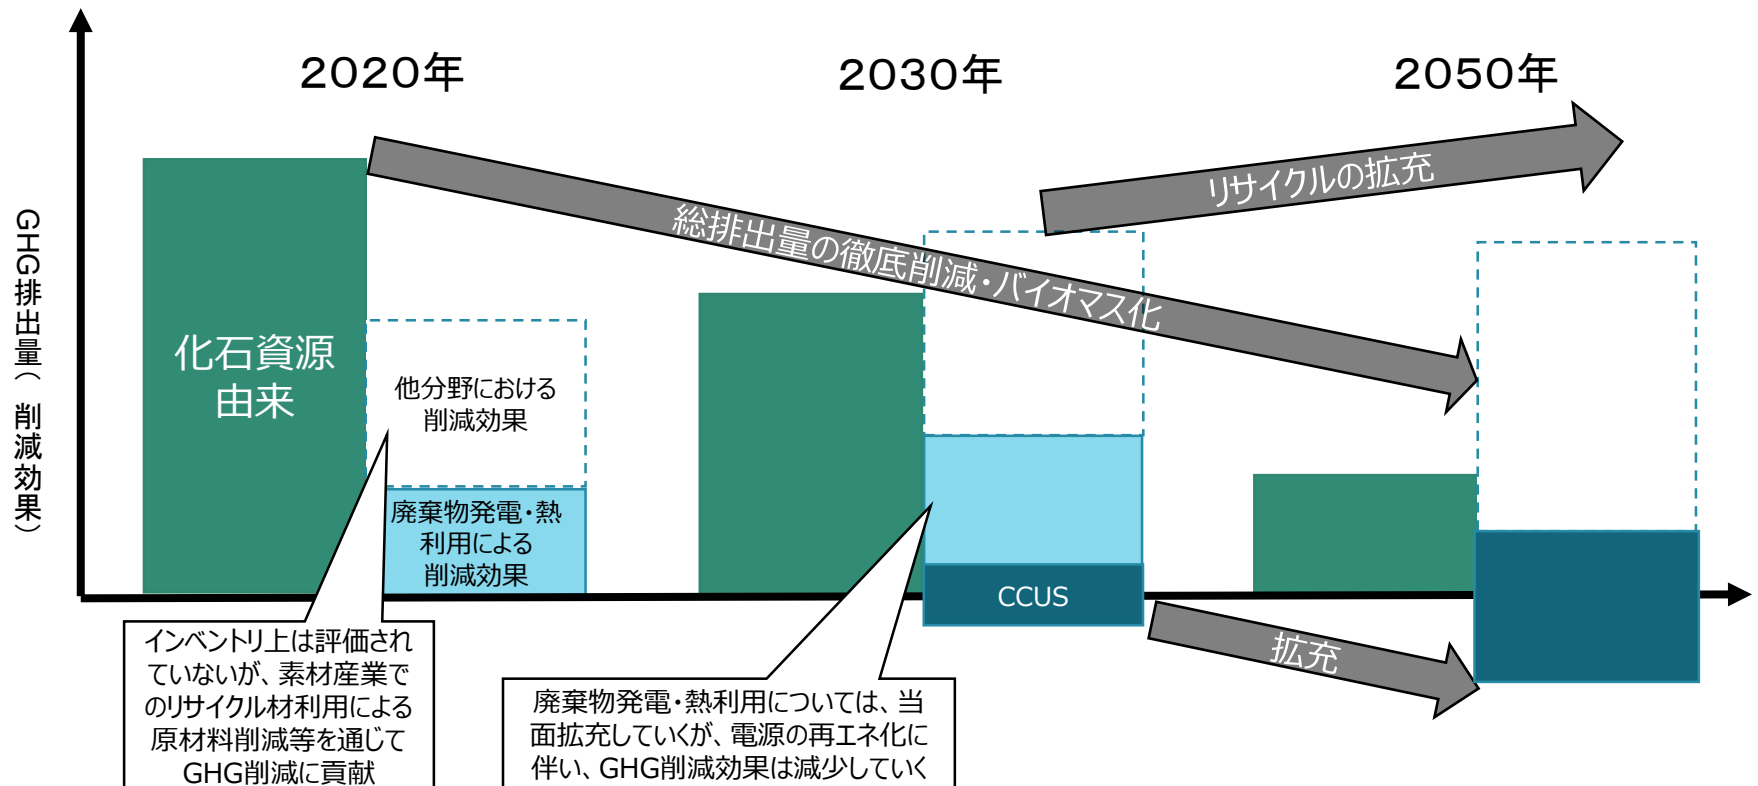 2020年
2030年
2050年
GHG排出量（ 削減効果）
リサイクルの拡充
総排出量の徹底削減・バイオマス化
化石資源
由来
他分野における
削減効果
廃棄物発電・熱
利用による
削減効果
CCUS
拡充
インベントリ上は評価され
ていないが、素材産業で
のリサイクル材利用による
原材料削減等を通じて
GHG削減に貢献
廃棄物発電・熱利用については、当
面拡充していくが、電源の再エネ化に
伴い、GHG削減効果は減少していく